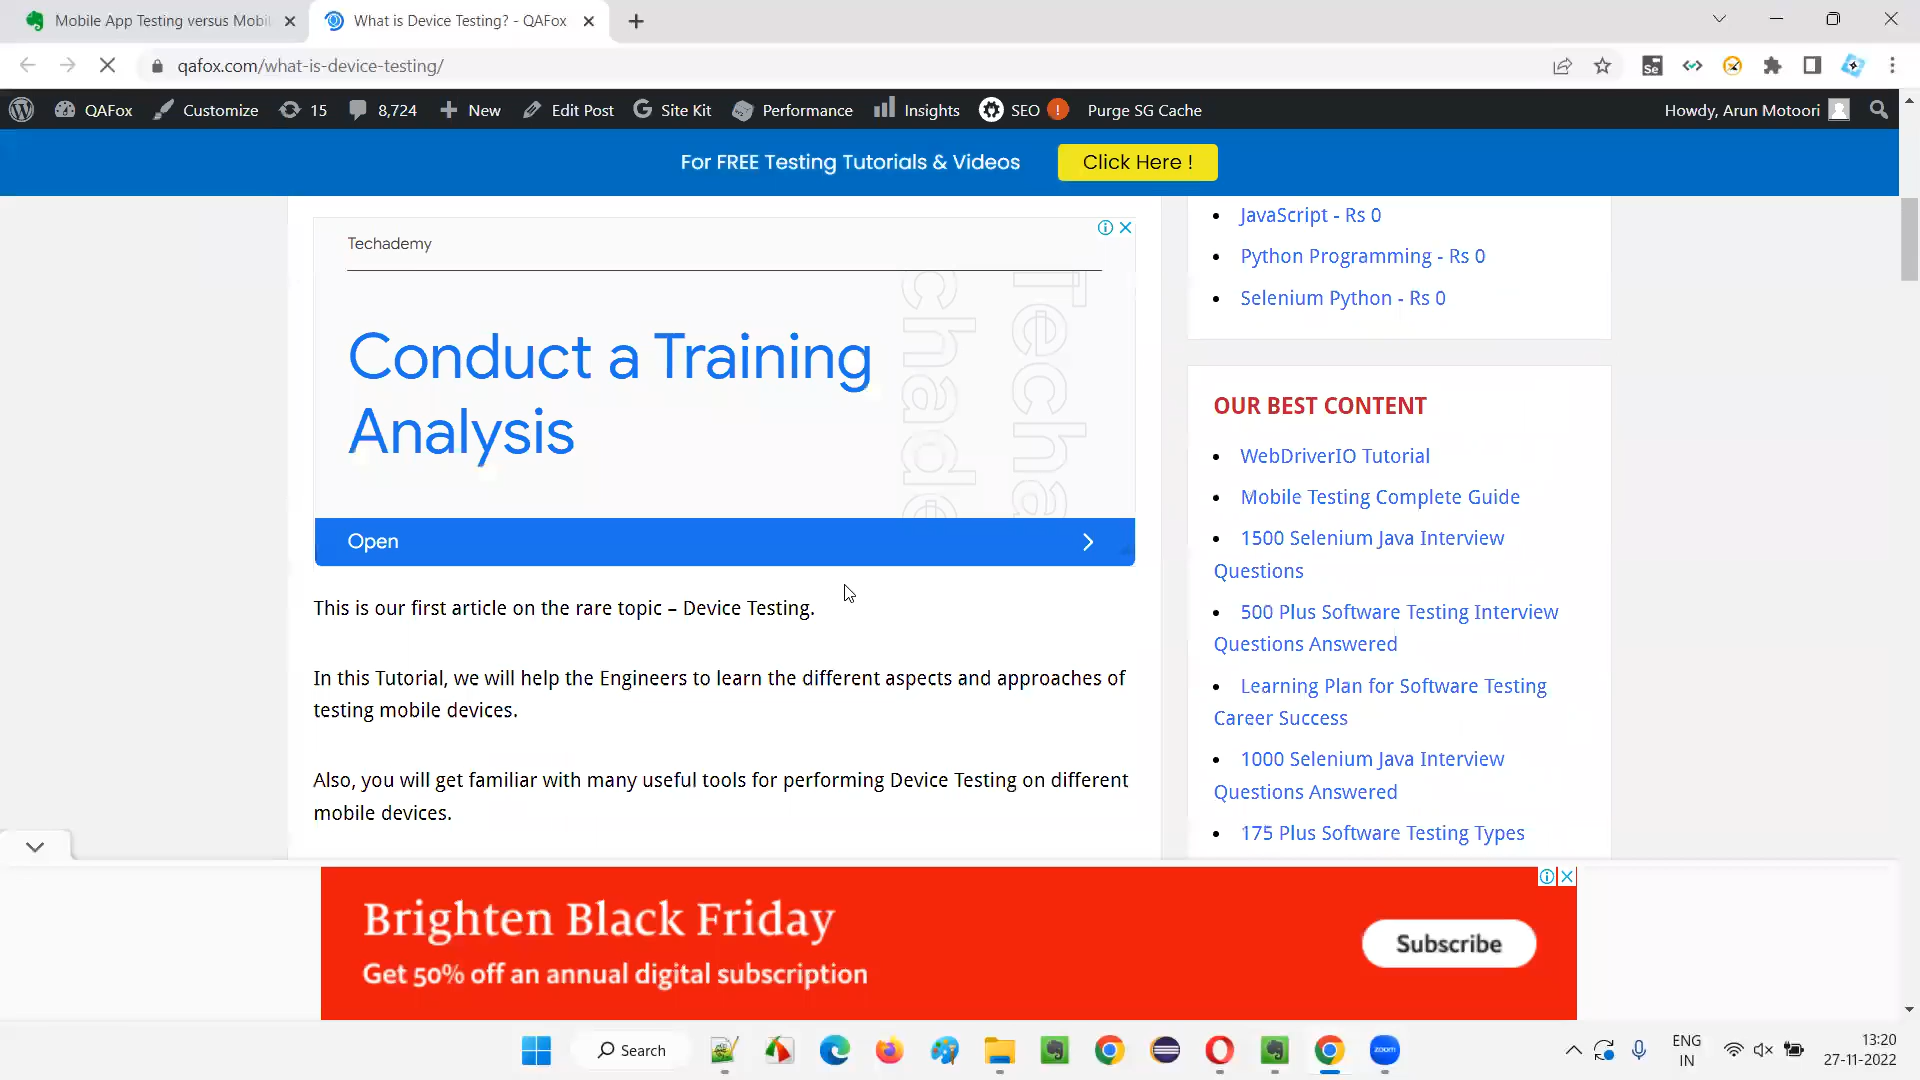 Mobile App Testing versus Mobi
What is Device Testing? - QAFox
qafox.com/what-is-device-testing/
QAFox
Customize
15
8,724
New
Edit Post
Site Kit
Performance
Insights
SEO !
Purge SG Cache
Howdy, Arun Motoori
For FREE Testing Tutorials & Videos
Click Here !
Techademy
Conduct a Training
Analysis
Open
This is our first article on the rare topic – Device Testing.
In this Tutorial, we will help the Engineers to learn the different aspects and approaches of
testing mobile devices.
Also, you will get familiar with many useful tools for performing Device Testing on different
mobile devices.
JavaScript - Rs 0
Python Programming - Rs 0
Selenium Python - Rs 0
OUR BEST CONTENT
WebDriverIO Tutorial
Mobile Testing Complete Guide
1500 Selenium Java Interview
Questions
500 Plus Software Testing Interview
Questions Answered
Learning Plan for Software Testing
Career Success
1000 Selenium Java Interview
Questions Answered
175 Plus Software Testing Types
Brighten Black Friday
Get 50% off an annual digital subscription
Subscribe
Search
zoom
ENG
IN
13:20
27-11-2022